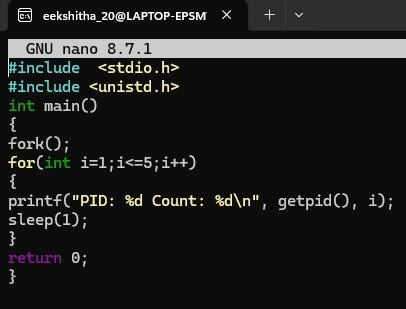 eekshitha_20@LAPTOP-EPSM
GNU nano 8.7.1
#include  <stdio.h>
#include <unistd.h>
int main()
{
fork();
for(int i=1;i<=5;i++)
{
printf("PID: %d Count: %d\n", getpid(), i);
sleep(1);
}
return 0;
}